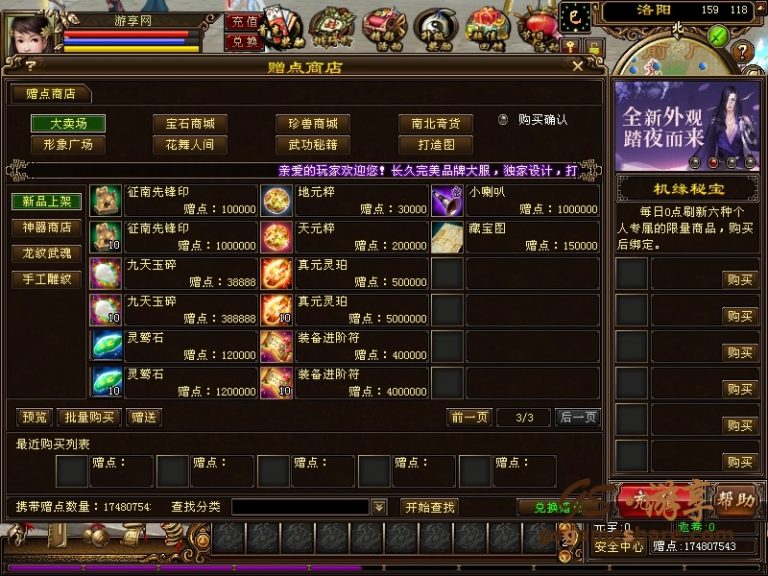 游享网
充值
兑换
洛阳
159 118
北
赠点商店
赠点商店
大卖场
宝石商城
珍兽商城
南北奇货
购买确认
形象广场
花舞人间
武功秘籍
打造图
亲爱的玩家欢迎您!长久完美品牌大服,独家设计,打
全新外观
踏夜而来
新品上架
神器商店
龙纹武魂
手工雕纹
征南先锋印
赠点:100000
地元粹
赠点:30000
小喇叭
赠点:1000000
征南先锋印
10
赠点:1000000
天元粹
赠点:200000
藏宝图
赠点:150000
九天玉碎
赠点:38888
真元灵珀
赠点:500000
九天玉碎
10
赠点:388888
真元灵珀
10
赠点:5000000
灵鹫石
赠点:120000
装备进阶符
赠点:400000
灵鹫石
10
赠点:1200000
装备进阶符
10
赠点:4000000
机缘秘宝
每日0点刷新六种个
人专属的限量商品,购买
后绑定。
购买
购买
购买
购买
购买
购买
预览
批量购买
赠送
前一页
3/3
后一页
最近购买列表
赠点:
赠点:
赠点:
赠点:
赠点:
携带赠点数量:17480754
查找分类
开始查找
兑换赠点
帮助
安全中心
赠点:174807543